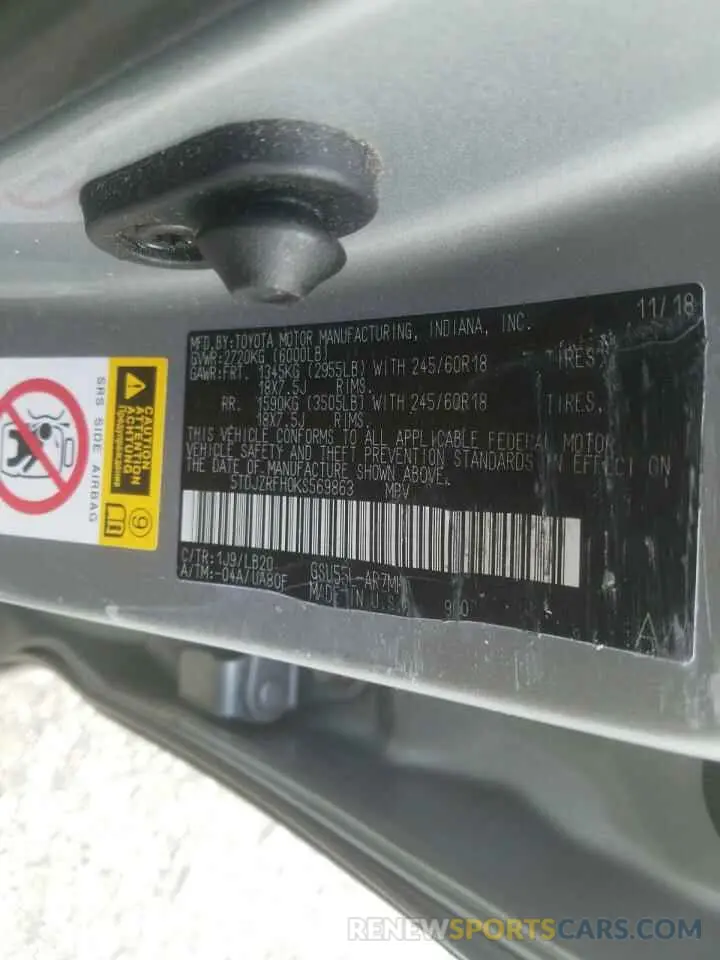 11/18
MFD.BY:TOYOTA MOTOR MANUFACTURING, INDIANA, INC.
GVWR:2720KG (6000LB)
GAWR:FRT. 1345KG (2955LB) WITH 245/60R18 TIRES,
18X7.5J RIMS.
RR. 1590KG (3505LB) WITH 245/60R18 TIRES,
18X7.5J RIMS.
THIS VEHICLE CONFORMS TO ALL APPLICABLE FEDERAL MOTOR
VEHICLE SAFETY AND THEFT PREVENTION STANDARDS IN EFFECT ON
THE DATE OF MANUFACTURE SHOWN ABOVE.
5TDJZRFH0KS569863 MPV
C/TR:1J9/LB20
A/TM:-04A/UA80F
MADE IN U.S.A.
A
CAUTION
ATTENTION
ACHTUNG
Предупреждение
SRS SIDE AIRBAG
9
RENEWSPORTSCARS.COM